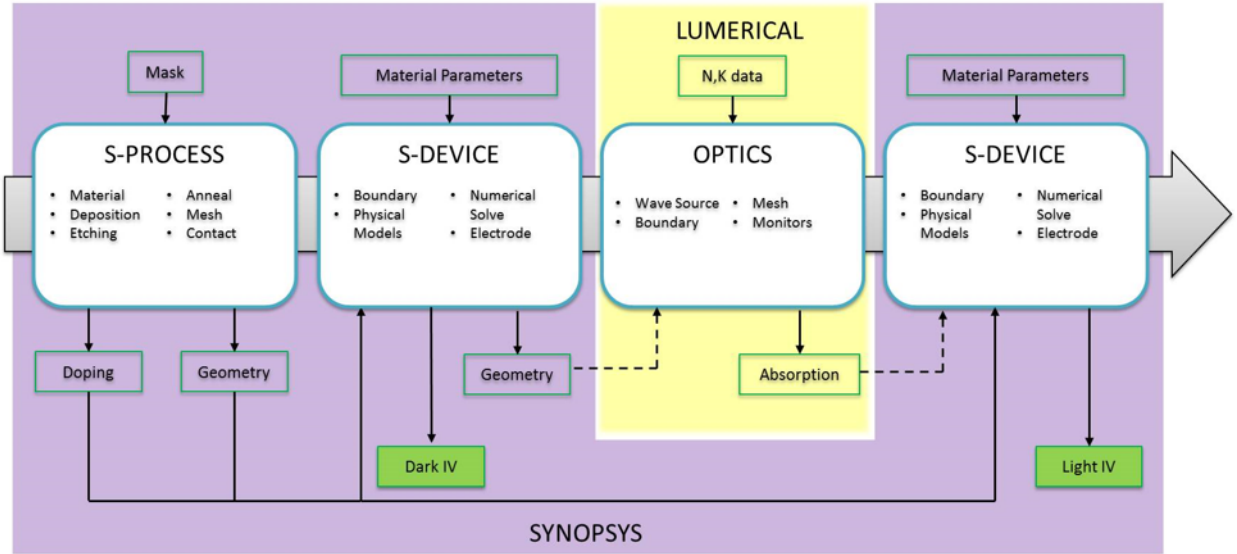 LUMERICAL
Mask
Material Parameters
N,K data
Material Parameters
S-PROCESS
• Material
• Deposition
• Etching
• Anneal
• Mesh
• Contact
S-DEVICE
• Boundary
• Physical
Models
• Numerical
Solve
• Electrode
OPTICS
• Wave Source
• Boundary
• Mesh
• Monitors
S-DEVICE
• Boundary
• Physical
Models
• Numerical
Solve
• Electrode
Doping
Geometry
Geometry
Absorption
Dark IV
Light IV
SYNOPSYS